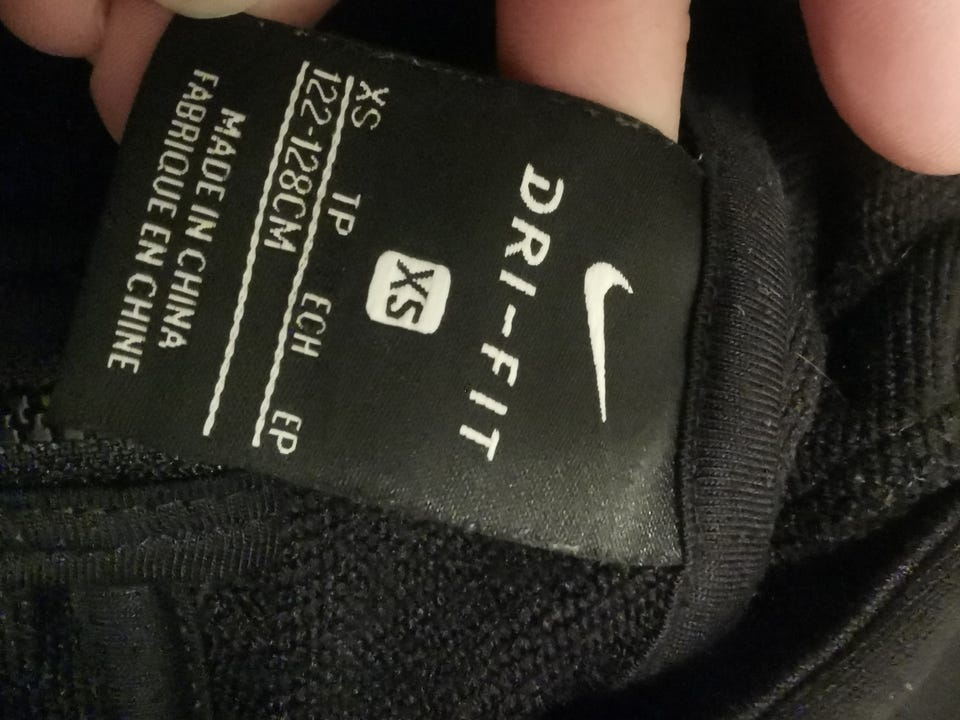 DRI-FIT
XS
XS TP ECH EP
122-128CM
MADE IN CHINA
FABRIQUE EN CHINE